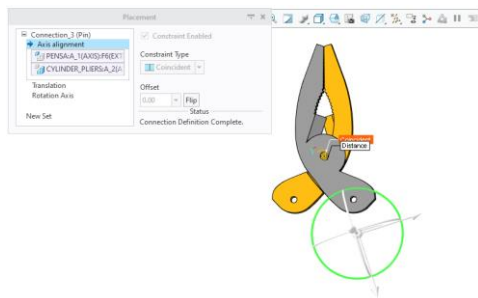 Placement
Connection_3 (Pin)
Axis alignment
PENSA:A_1(AXIS):F6(EXT
CYLINDER_PLIERS:A_2(A
Translation
Rotation Axis
New Set
Constraint Enabled
Constraint Type
Coincident
Offset
0.00
Flip
Status
Connection Definition Complete.
Coincident
Distance